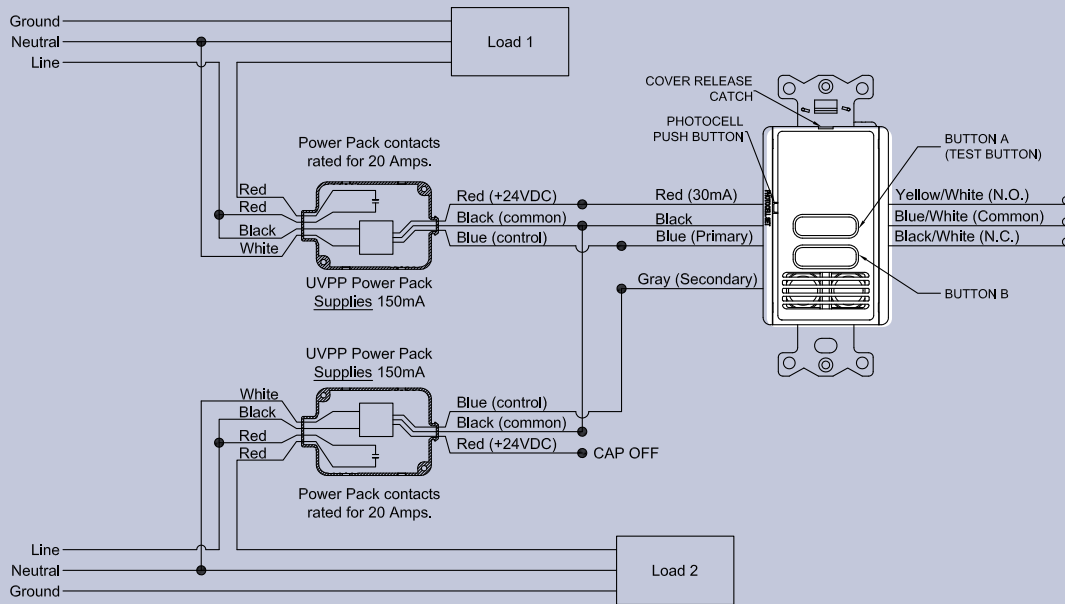 Ground
Neutral
Line
Load 1
COVER RELEASE
CATCH
PHOTOCELL
PUSH BUTTON
BUTTON A
(TEST BUTTON)
Power Pack contacts
rated for 20 Amps.
Red
Red
Black
White
Red (+24VDC)
Black (common)
Blue (control)
Red (30mA)
Black
Blue (Primary)
Gray (Secondary)
Yellow/White (N.O.)
Blue/White (Common)
Black/White (N.C.)
BUTTON B
UVPP Power Pack
Supplies 150mA
UVPP Power Pack
Supplies 150mA
White
Black
Red
Red
Blue (control)
Black (common)
Red (+24VDC)
CAP OFF
Power Pack contacts
rated for 20 Amps.
Line
Neutral
Ground
Load 2